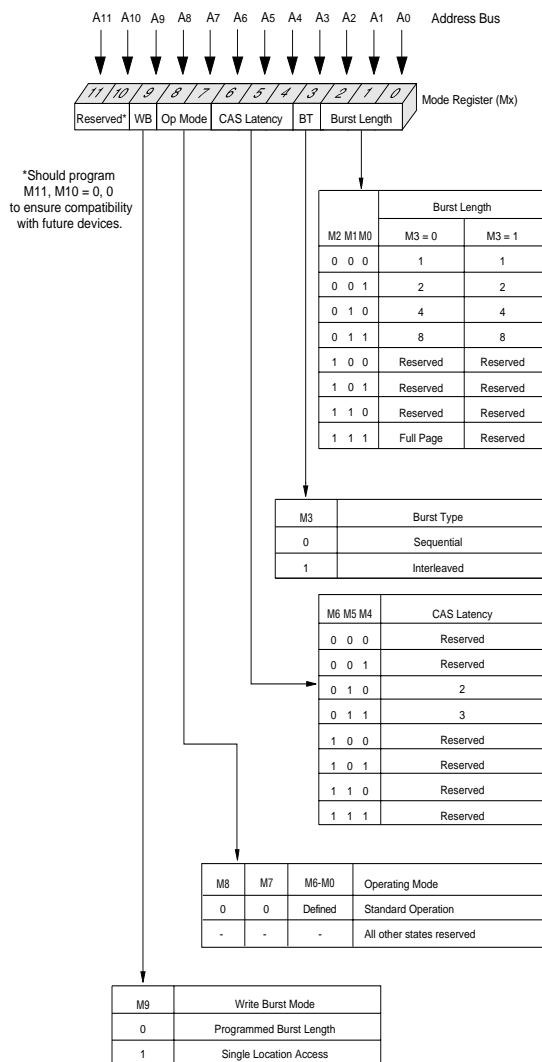 A11 A10 A9 A8 A7 A6 A5 A4 A3 A2 A1 A0 Address Bus
11 10 9 8 7 6 5 4 3 2 1 0 Mode Register (Mx)
Reserved* WB Op Mode CAS Latency BT Burst Length
*Should program
M11, M10 = 0, 0
to ensure compatibility
with future devices.
Burst Length
M2 M1 M0 M3 = 0 M3 = 1
0 0 0 1 1
0 0 1 2 2
0 1 0 4 4
0 1 1 8 8
1 0 0 Reserved Reserved
1 0 1 Reserved Reserved
1 1 0 Reserved Reserved
1 1 1 Full Page Reserved
M3 Burst Type
0 Sequential
1 Interleaved
M6 M5 M4 CAS Latency
0 0 0 Reserved
0 0 1 Reserved
0 1 0 2
0 1 1 3
1 0 0 Reserved
1 0 1 Reserved
1 1 0 Reserved
1 1 1 Reserved
M8 M7 M6-M0 Operating Mode
0 0 Defined Standard Operation
- - - All other states reserved
M9 Write Burst Mode
0 Programmed Burst Length
1 Single Location Access